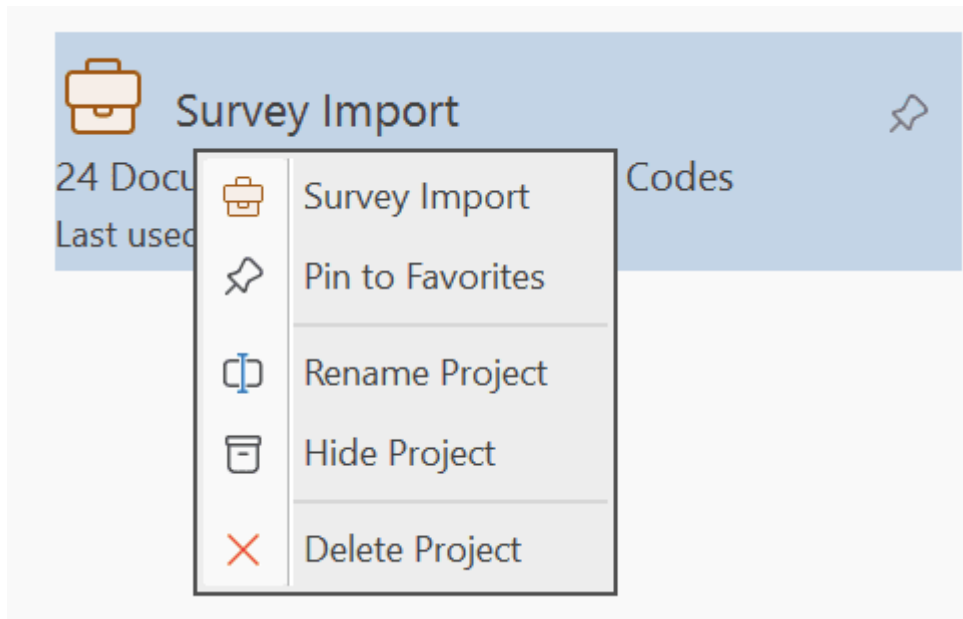 Survey Import
24 Docu Codes
Last used
Survey Import
Pin to Favorites
Rename Project
Hide Project
Delete Project